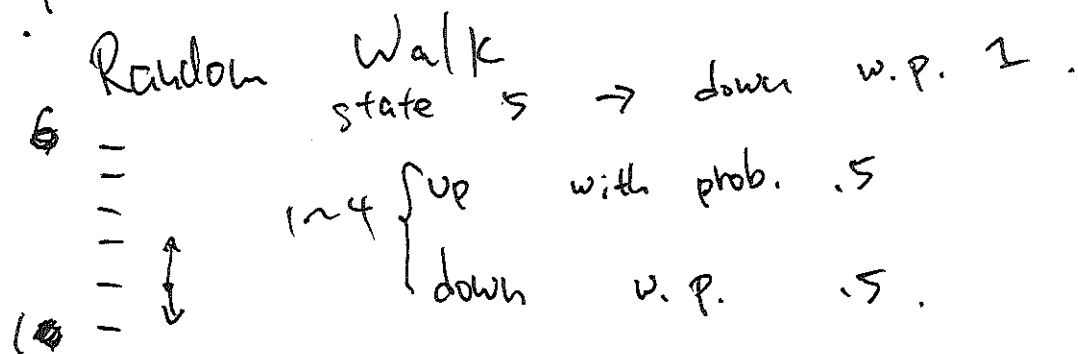 Random Walk
state 5 → down w.p. 1.
6
1~4 { up with prob. .5
down w.p. .5.
1